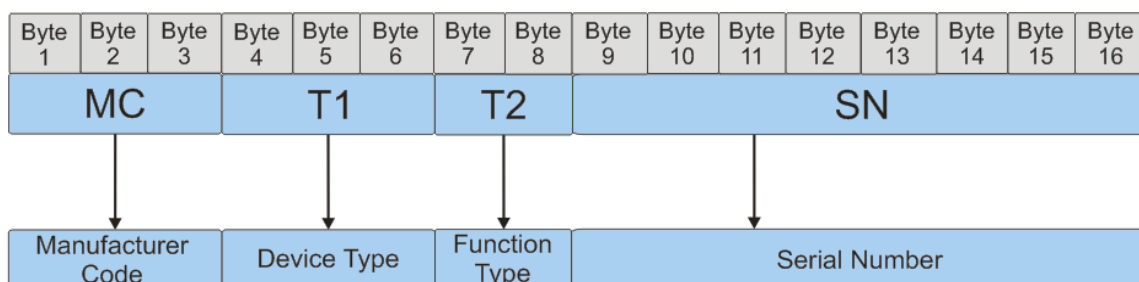 Byte 1 Byte 2 Byte 3 Byte 4 Byte 5 Byte 6 Byte 7 Byte 8 Byte 9 Byte 10 Byte 11 Byte 12 Byte 13 Byte 14 Byte 15 Byte 16
MC T1 T2 SN
Manufacturer Code Device Type Function Type Serial Number